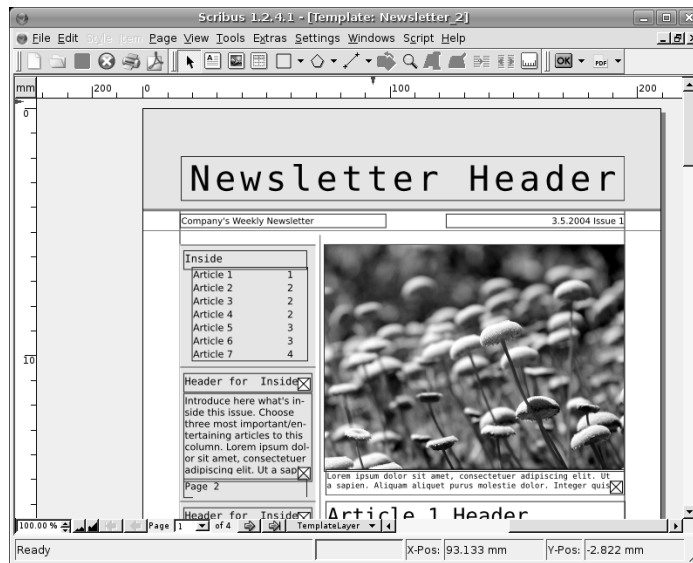 Scribus 1.2.4.1 - [Template: Newsletter_2]
File Edit Style Item Page View Tools Extras Settings Windows Script Help
OK PDF
mm 200 0 100 200
0
Newsletter Header
Company's Weekly Newsletter 3.5.2004 Issue 1
Inside
Article 1 1
Article 2 2
Article 3 2
Article 4 2
Article 5 3
Article 6 3
Article 7 4
10
Header for Inside
Introduce here what's in-
side this issue. Choose
three most important/en-
tertaining articles to this
column. Lorem ipsum dol-
or sit amet, consectetuer
adipiscing elit. Ut a sap
Page 2
Lorem ipsum dolor sit amet, consectetuer adipiscing elit. Ut
a sapien. Aliquam aliquet purus molestie dolor. Integer quis
Header for Inside
Article 1 Header
100.00 % Page 1 of 4 TemplateLayer
Ready X-Pos: 93.133 mm Y-Pos: -2.822 mm